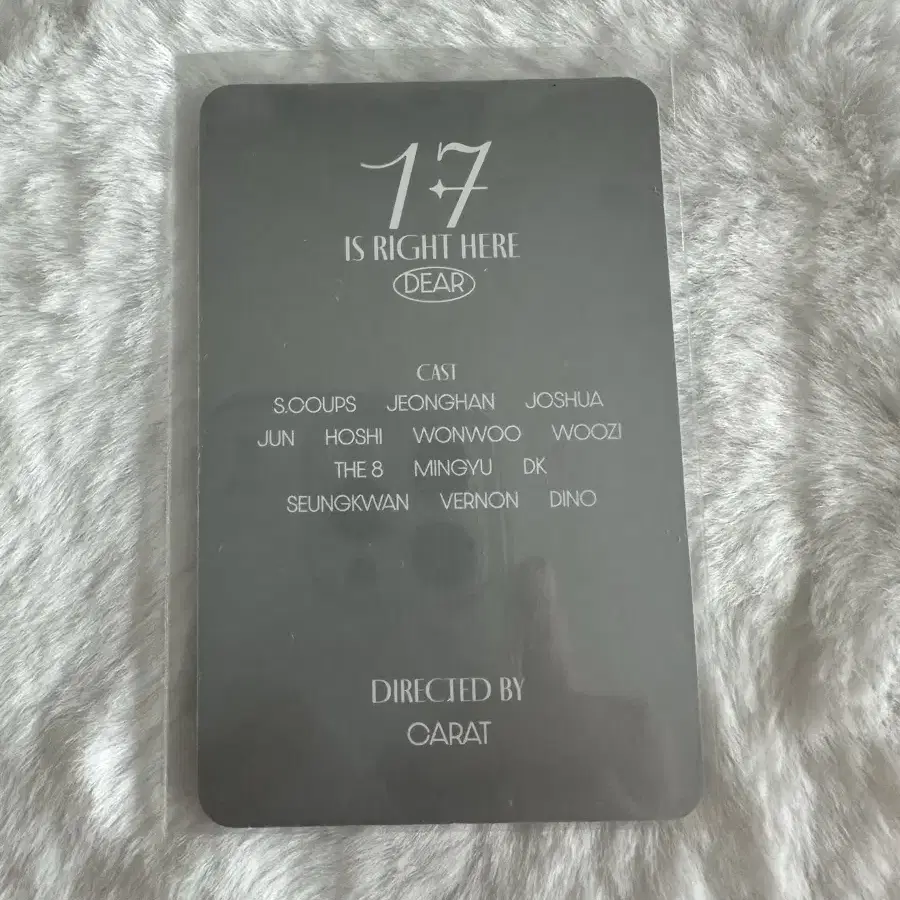 17
IS RIGHT HERE
DEAR
CAST
S.COUPS JEONGHAN JOSHUA
JUN HOSHI WONWOO WOOZI
THE 8 MINGYU DK
SEUNGKWAN VERNON DINO
DIRECTED BY
CARAT